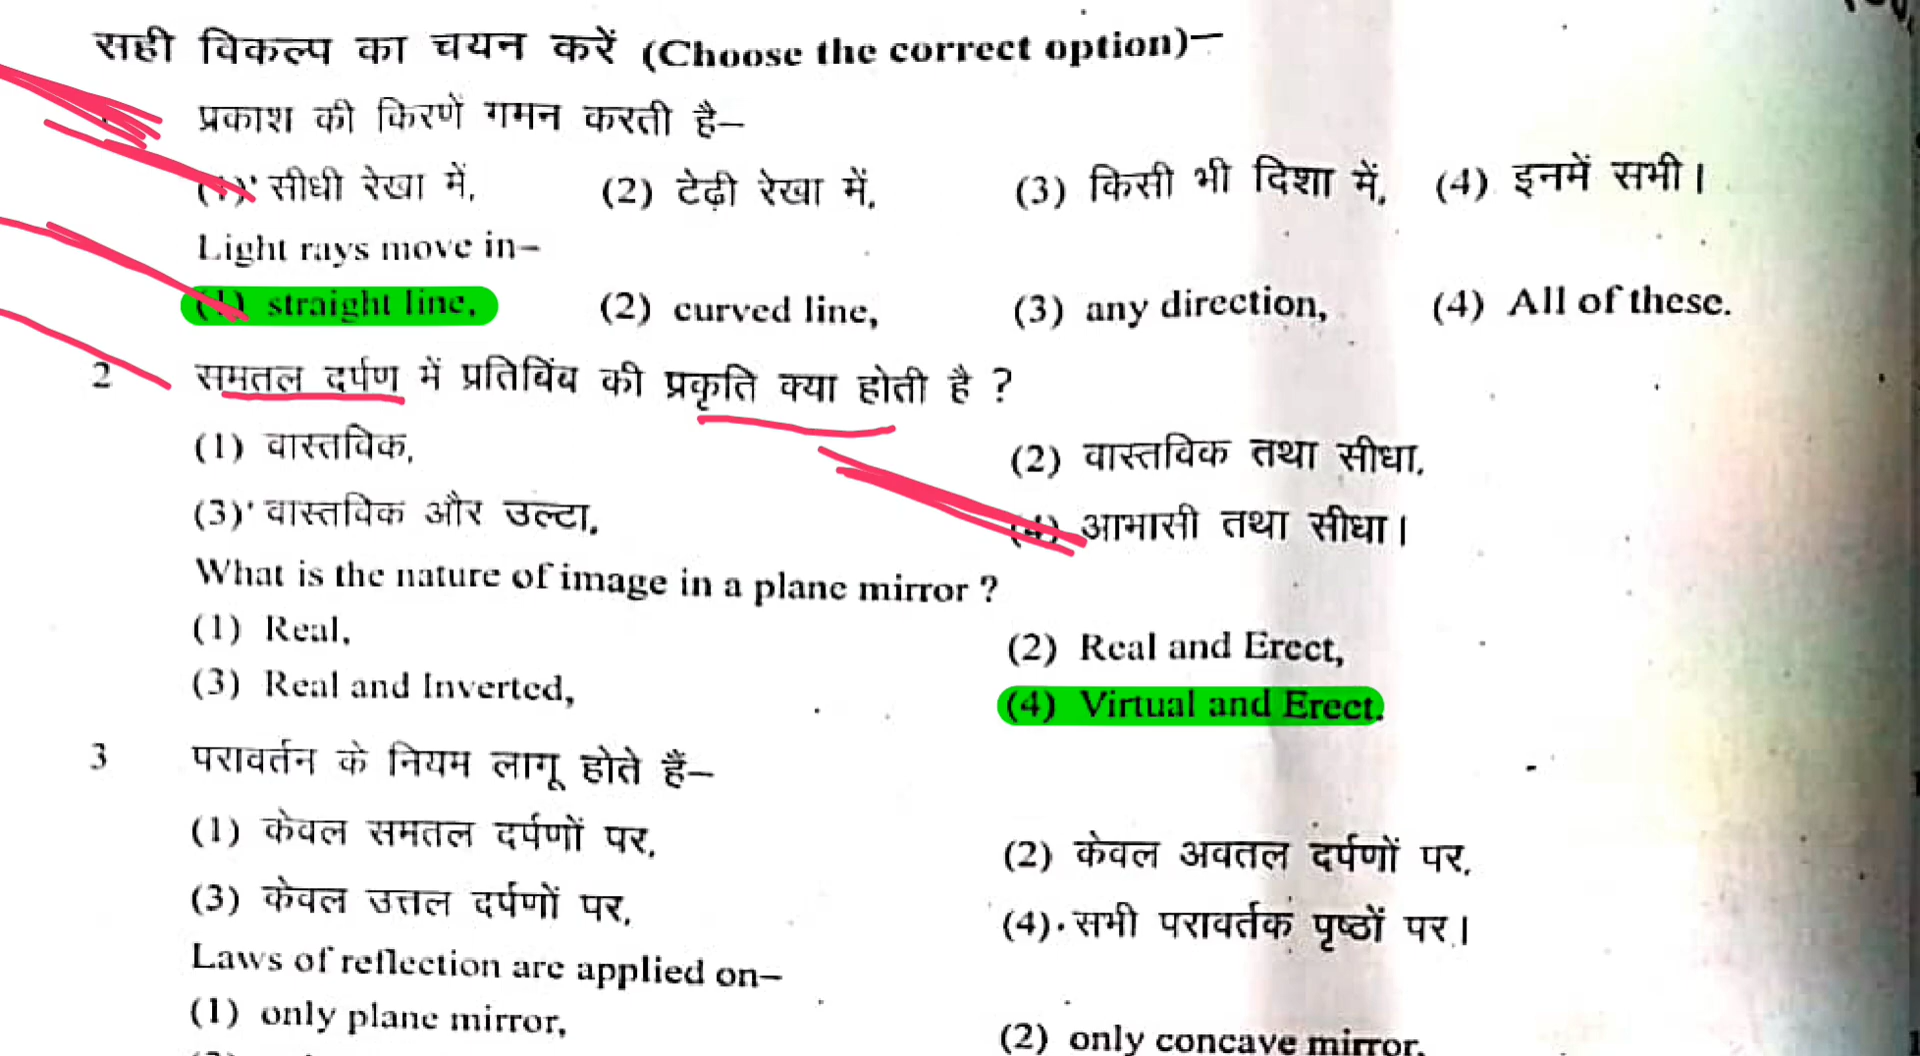 सही विकल्प का चयन करें (Choose the correct option)–
प्रकाश की किरणें गमन करती है–
(1) सीधी रेखा में, (2) टेढ़ी रेखा में, (3) किसी भी दिशा में, (4) इनमें सभी।
Light rays move in–
(1) straight line, (2) curved line, (3) any direction, (4) All of these.
2 समतल दर्पण में प्रतिबिंब की प्रकृति क्या होती है ?
(1) वास्तविक, (2) वास्तविक तथा सीधा,
(3) वास्तविक और उल्टा, (4) आभासी तथा सीधा।
What is the nature of image in a plane mirror ?
(1) Real, (2) Real and Erect,
(3) Real and Inverted, (4) Virtual and Erect.
3 परावर्तन के नियम लागू होते हैं–
(1) केवल समतल दर्पणों पर, (2) केवल अवतल दर्पणों पर,
(3) केवल उत्तल दर्पणों पर, (4) सभी परावर्तक पृष्ठों पर।
Laws of reflection are applied on–
(1) only plane mirror, (2) only concave mirror,